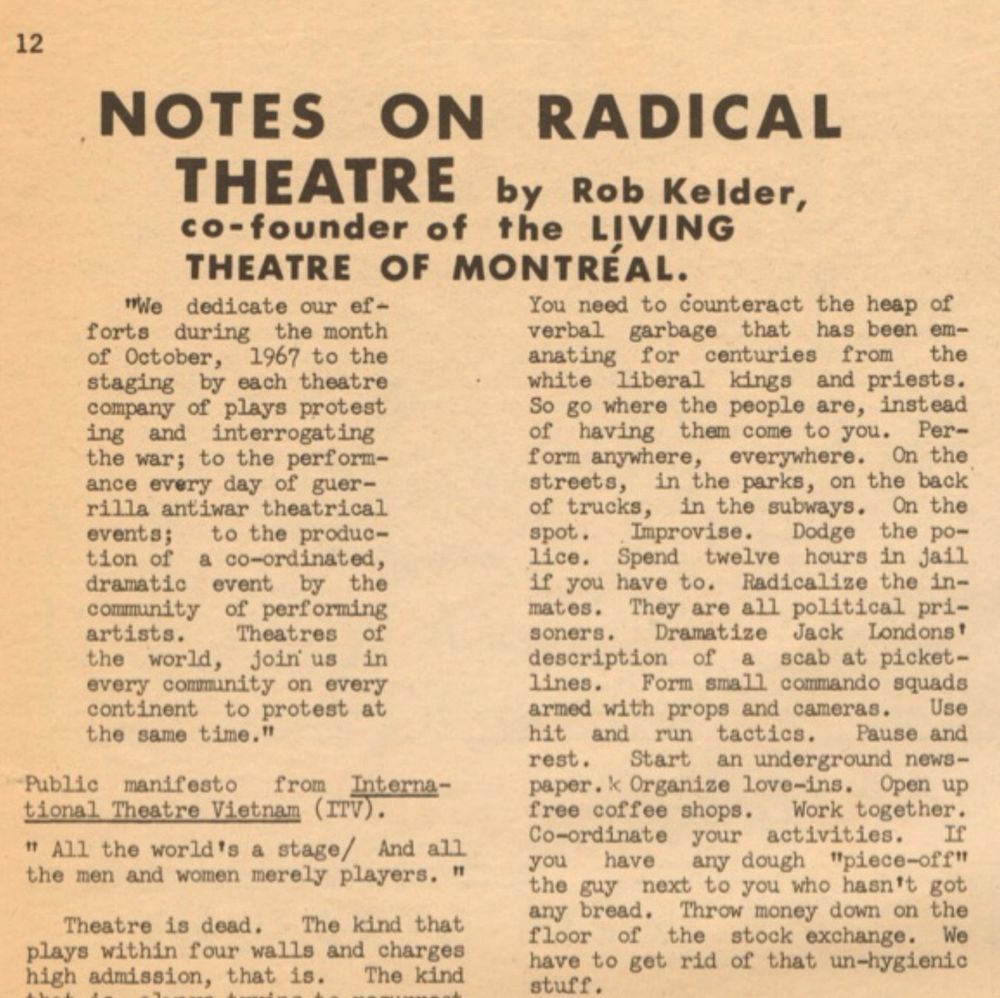 12
NOTES ON RADICAL
THEATRE by Rob Kelder,
co-founder of the LIVING
THEATRE OF MONTRÉAL.
"We dedicate our ef-
forts during the month
of October, 1967 to the
staging by each theatre
company of plays protest
ing and interrogating
the war; to the perform-
ance every day of guer-
rilla antiwar theatrical
events; to the produc-
tion of a co-ordinated,
dramatic event by the
community of performing
artists. Theatres of
the world, join us in
every community on every
continent to protest at
the same time."
Public manifesto from Interna-
tional Theatre Vietnam (ITV).
" All the world's a stage/ And all
the men and women merely players. "
Theatre is dead. The kind that
plays within four walls and charges
high admission, that is. The kind
that is always trying to
You need to counteract the heap of
verbal garbage that has been em-
anating for centuries from the
white liberal kings and priests.
So go where the people are, instead
of having them come to you. Per-
form anywhere, everywhere. On the
streets, in the parks, on the back
of trucks, in the subways. On the
spot. Improvise. Dodge the po-
lice. Spend twelve hours in jail
if you have to. Radicalize the in-
mates. They are all political pri-
soners. Dramatize Jack Londons'
description of a scab at picket-
lines. Form small commando squads
armed with props and cameras. Use
hit and run tactics. Pause and
rest. Start an underground news-
paper.k Organize love-ins. Open up
free coffee shops. Work together.
Co-ordinate your activities. If
you have any dough "piece-off"
the guy next to you who hasn't got
any bread. Throw money down on the
floor of the stock exchange. We
have to get rid of that un-hygienic
stuff.